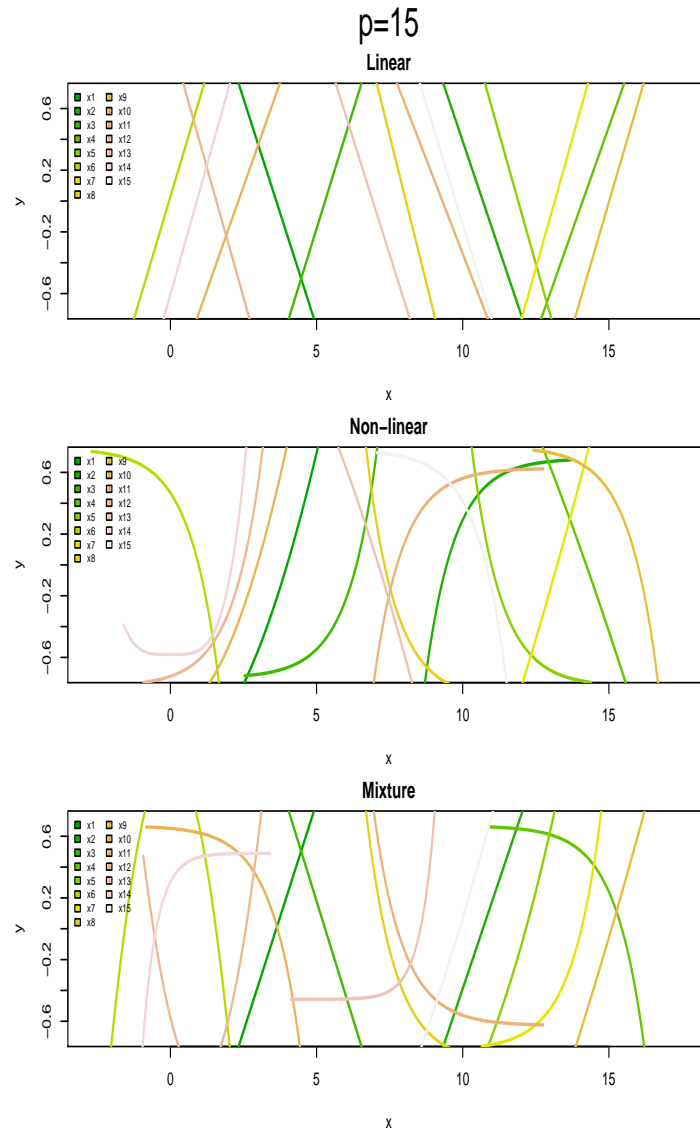 p=15
Linear
0.6
0.2
−0.2
−0.6
y
x1 x9
x2 x10
x3 x11
x4 x12
x5 x13
x6 x14
x7 x15
x8
0 5 10 15
x
Non−linear
0.6
0.2
−0.2
−0.6
y
x1 x9
x2 x10
x3 x11
x4 x12
x5 x13
x6 x14
x7 x15
x8
0 5 10 15
x
Mixture
0.6
0.2
−0.2
−0.6
y
x1 x9
x2 x10
x3 x11
x4 x12
x5 x13
x6 x14
x7 x15
x8
0 5 10 15
x